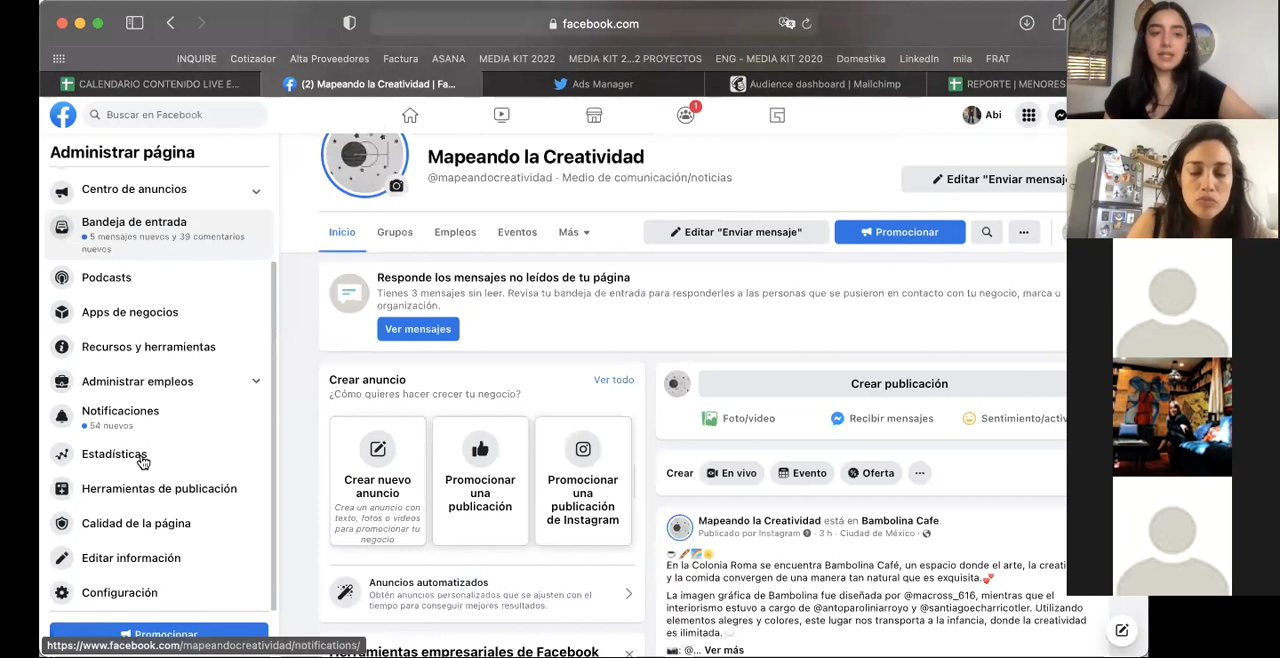 facebook.com
INQUIRE Cotizador Alta Proveedores Factura ASANA MEDIA KIT 2022 MEDIA KIT 2...2 PROYECTOS ENG - MEDIA KIT 2020 Domestika LinkedIn mila FRAT
CALENDARIO CONTENIDO LIVE E... (2) Mapeando la Creatividad | Fa... Ads Manager Audience dashboard | Mailchimp REPORTE | MENORES
Buscar en Facebook
1
Abi
Administrar página
Centro de anuncios
Bandeja de entrada
5 mensajes nuevos y 39 comentarios
nuevos
Podcasts
Apps de negocios
Recursos y herramientas
Administrar empleos
Notificaciones
54 nuevos
Estadísticas
Herramientas de publicación
Calidad de la página
Editar información
Configuración
Promocionar
https://www.facebook.com/mapeandocreatividad/notifications/
Mapeando la Creatividad
@mapeandocreatividad · Medio de comunicación/noticias
Editar "Enviar mensaj
Inicio Grupos Empleos Eventos Más
Editar "Enviar mensaje"
Promocionar
Responde los mensajes no leídos de tu página
Tienes 3 mensajes sin leer. Revisa tu bandeja de entrada para responderles a las personas que se pusieron en contacto con tu negocio, marca u
organización.
Ver mensajes
Crear anuncio
Ver todo
¿Cómo quieres hacer crecer tu negocio?
Crear nuevo
anuncio
Crea un anuncio con
texto, fotos o videos
para promocionar tu
negocio
Promocionar
una
publicación
Promocionar
una
publicación
de Instagram
Anuncios automatizados
Obtén anuncios personalizados que se ajusten con el
tiempo para conseguir mejores resultados.
Herramientas empresariales de Facebook
Crear publicación
Foto/video
Recibir mensajes
Sentimiento/activ
Crear
En vivo
Evento
Oferta
Mapeando la Creatividad está en Bambolina Cafe.
Publicado por Instagram · 3 h · Ciudad de México ·
En la Colonia Roma se encuentra Bambolina Café, un espacio donde el arte, la creati
y la comida convergen de una manera tan natural que es exquisita.
La imagen gráfica de Bambolina fue diseñada por @macross_616, mientras que el
interiorismo estuvo a cargo de @antoparoliniarroyo y @santiagoecharricotler. Utilizando
elementos alegres y colores, este lugar nos transporta a la infancia, donde la creatividad
es ilimitada.
: @... Ver más